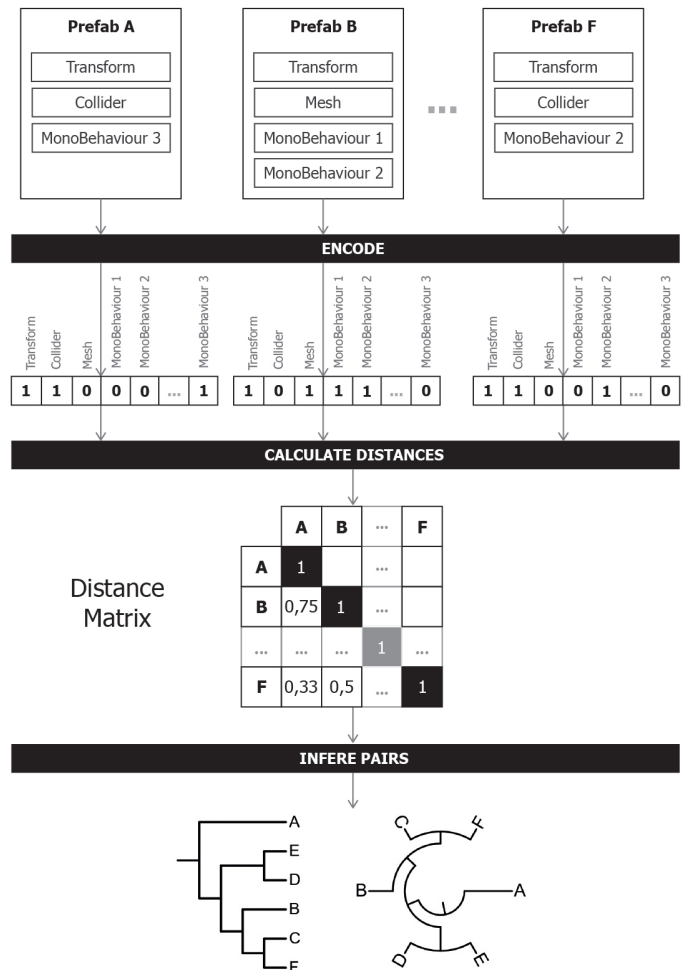 Prefab A
Transform
Collider
MonoBehaviour 3
Prefab B
Transform
Mesh
MonoBehaviour 1
MonoBehaviour 2
...
Prefab F
Transform
Collider
MonoBehaviour 2
ENCODE
Transform Collider Mesh MonoBehaviour 1 MonoBehaviour 2 MonoBehaviour 3
1 1 0 0 0 ... 1
Transform Collider Mesh MonoBehaviour 1 MonoBehaviour 2 MonoBehaviour 3
1 0 1 1 1 ... 0
Transform Collider Mesh MonoBehaviour 1 MonoBehaviour 2 MonoBehaviour 3
1 1 0 0 1 ... 0
CALCULATE DISTANCES
Distance
Matrix
A B ... F
A 1 ...
B 0,75 1 ...
... ... ... 1 ...
F 0,33 0,5 ... 1
INFERE PAIRS
A
E
D
B
C
F
C F
B A
D E